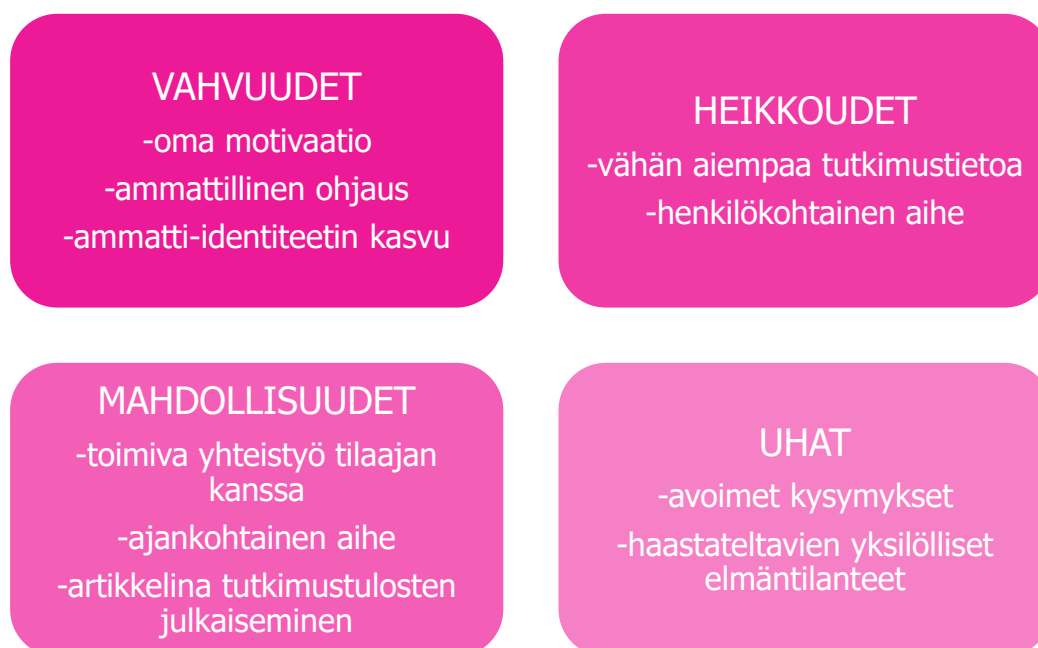 VAHVUUDET
-oma motivaatio
-ammattillinen ohjaus
-ammatti-identiteetin kasvu
HEIKKOUDET
-vähän aiempaa tutkimustietoa
-henkilökohtainen aihe
MAHDOLLISUUDET
-toimiva yhteistyö tilaajan
kanssa
-ajankohtainen aihe
-artikkelina tutkimustulosten
julkaiseminen
UHAT
-avoimet kysymykset
-haastateltavien yksilölliset
elmäntilanteet